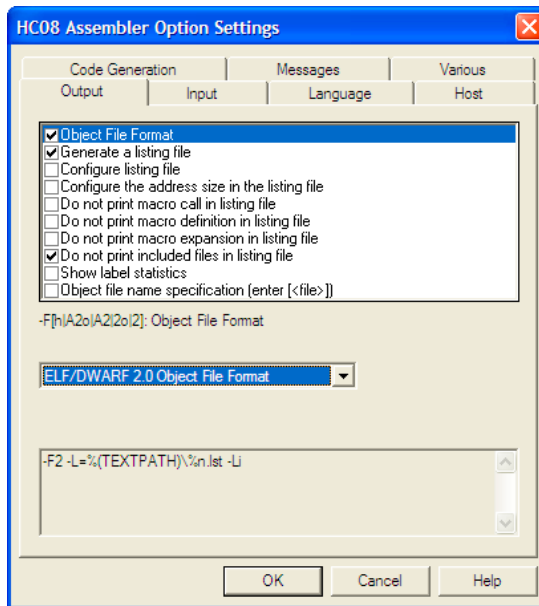 HC08 Assembler Option Settings
Code Generation Messages Various
Output Input Language Host
Object File Format
Generate a listing file
Configure listing file
Configure the address size in the listing file
Do not print macro call in listing file
Do not print macro definition in listing file
Do not print macro expansion in listing file
Do not print included files in listing file
Show label statistics
Object file name specification (enter [<file>])
-F[h|A2o|A2|2o|2]: Object File Format
ELF/DWARF 2.0 Object File Format
-F2 -L=%(TEXTPATH)\%n.lst -Li
OK Cancel Help